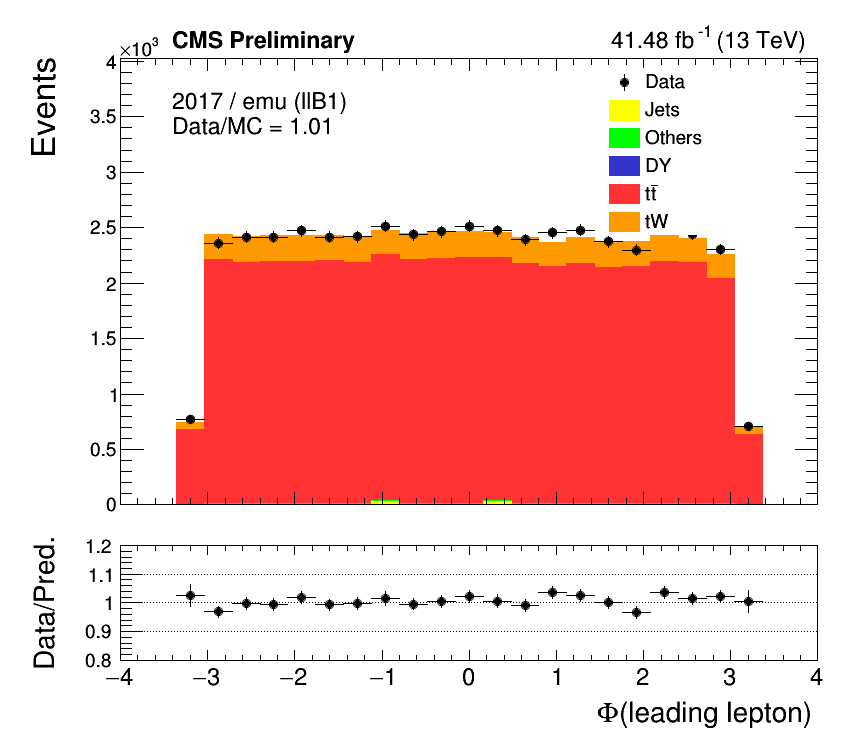 ×10³ CMS Preliminary 41.48 fb⁻¹ (13 TeV)
Events
2017 / emu (llB1)
Data/MC = 1.01
Data
Jets
Others
DY
tt̄
tW
4
3.5
3
2.5
2
1.5
1
0.5
0
Data/Pred.
1.2
1.1
1
0.9
0.8
−4 −3 −2 −1 0 1 2 3 4
Φ(leading lepton)